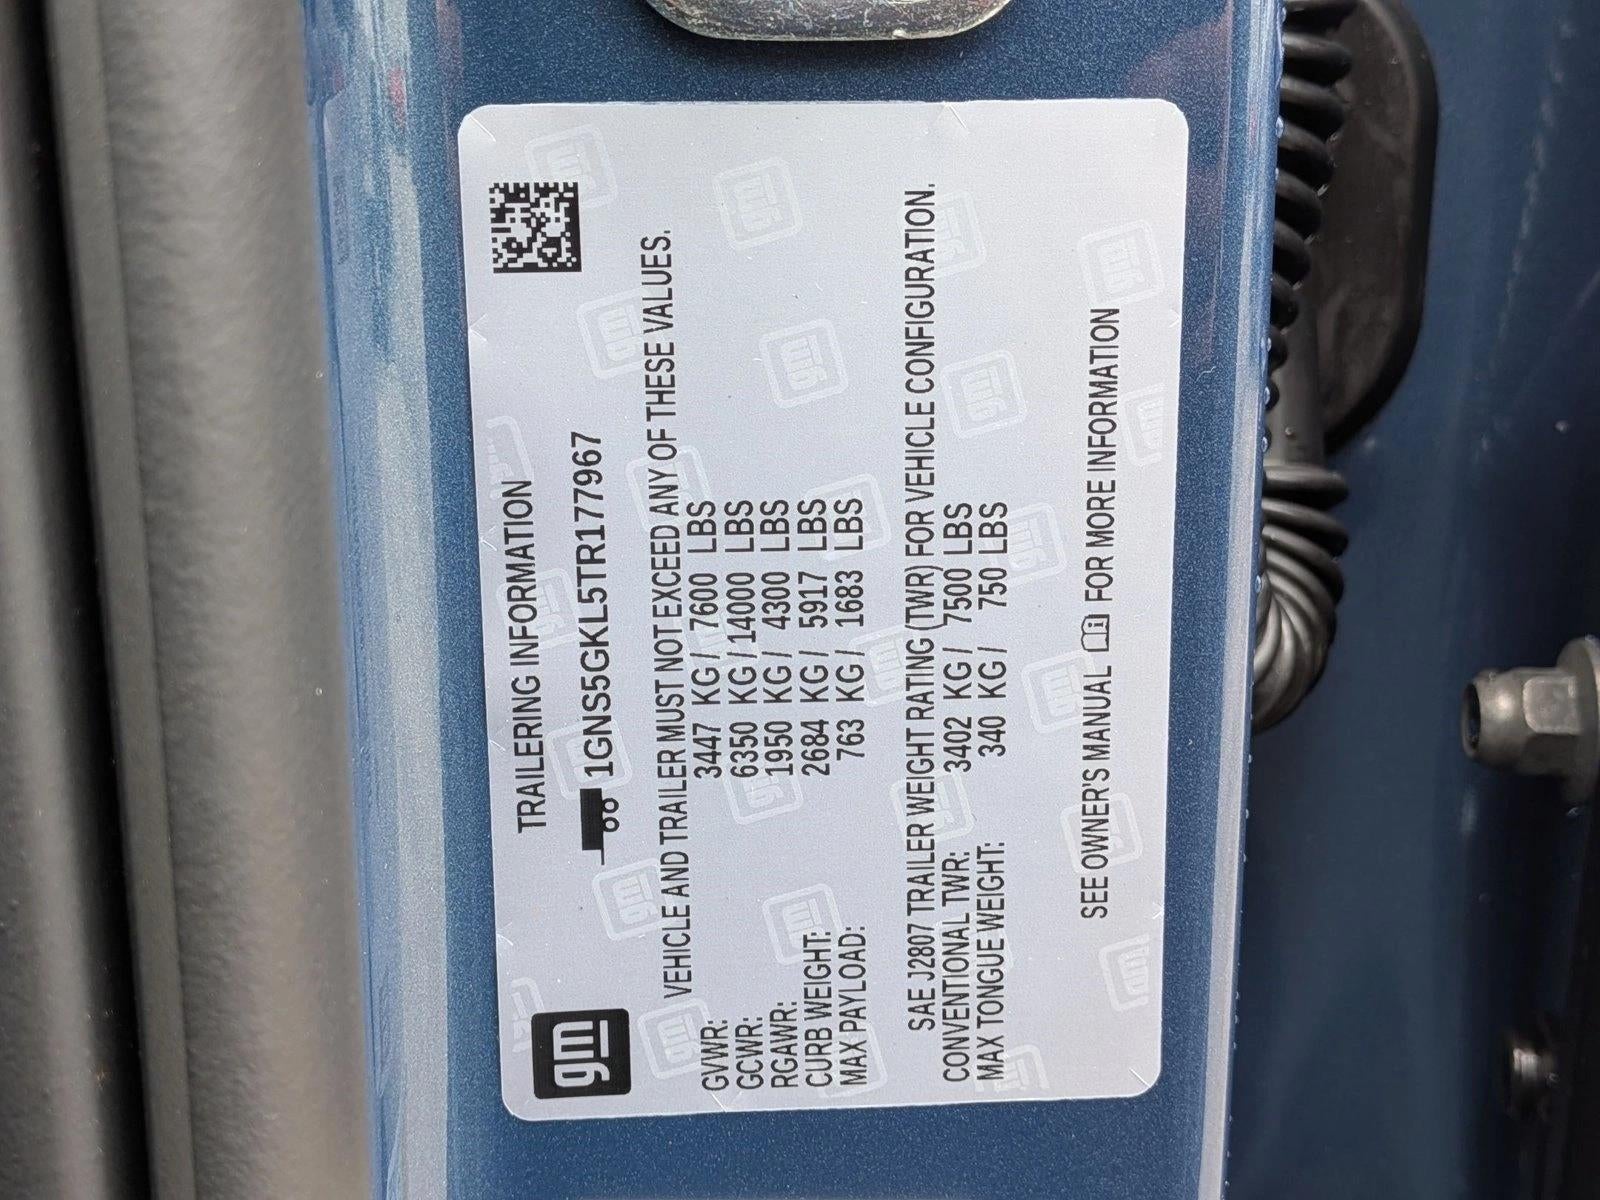 gm
TRAILERING INFORMATION
1GNS5GKL5TR177967
VEHICLE AND TRAILER MUST NOT EXCEED ANY OF THESE VALUES.
GVWR: 3447 KG / 7600 LBS
GCWR: 6350 KG / 14000 LBS
RGAWR: 1950 KG / 4300 LBS
CURB WEIGHT: 2684 KG / 5917 LBS
MAX PAYLOAD: 763 KG / 1683 LBS
SAE J2807 TRAILER WEIGHT RATING (TWR) FOR VEHICLE CONFIGURATION.
CONVENTIONAL TWR: 3402 KG / 7500 LBS
MAX TONGUE WEIGHT: 340 KG / 750 LBS
SEE OWNER'S MANUAL FOR MORE INFORMATION